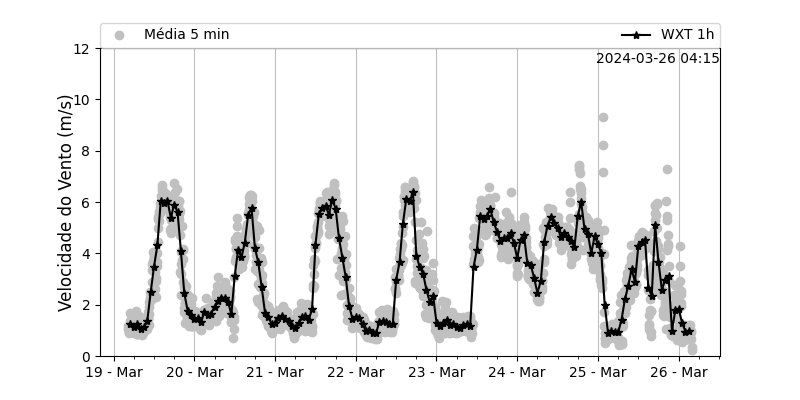 Média 5 min
WXT 1h
2024-03-26 04:15
Velocidade do Vento (m/s)
12
10
8
6
4
2
0
19 - Mar
20 - Mar
21 - Mar
22 - Mar
23 - Mar
24 - Mar
25 - Mar
26 - Mar